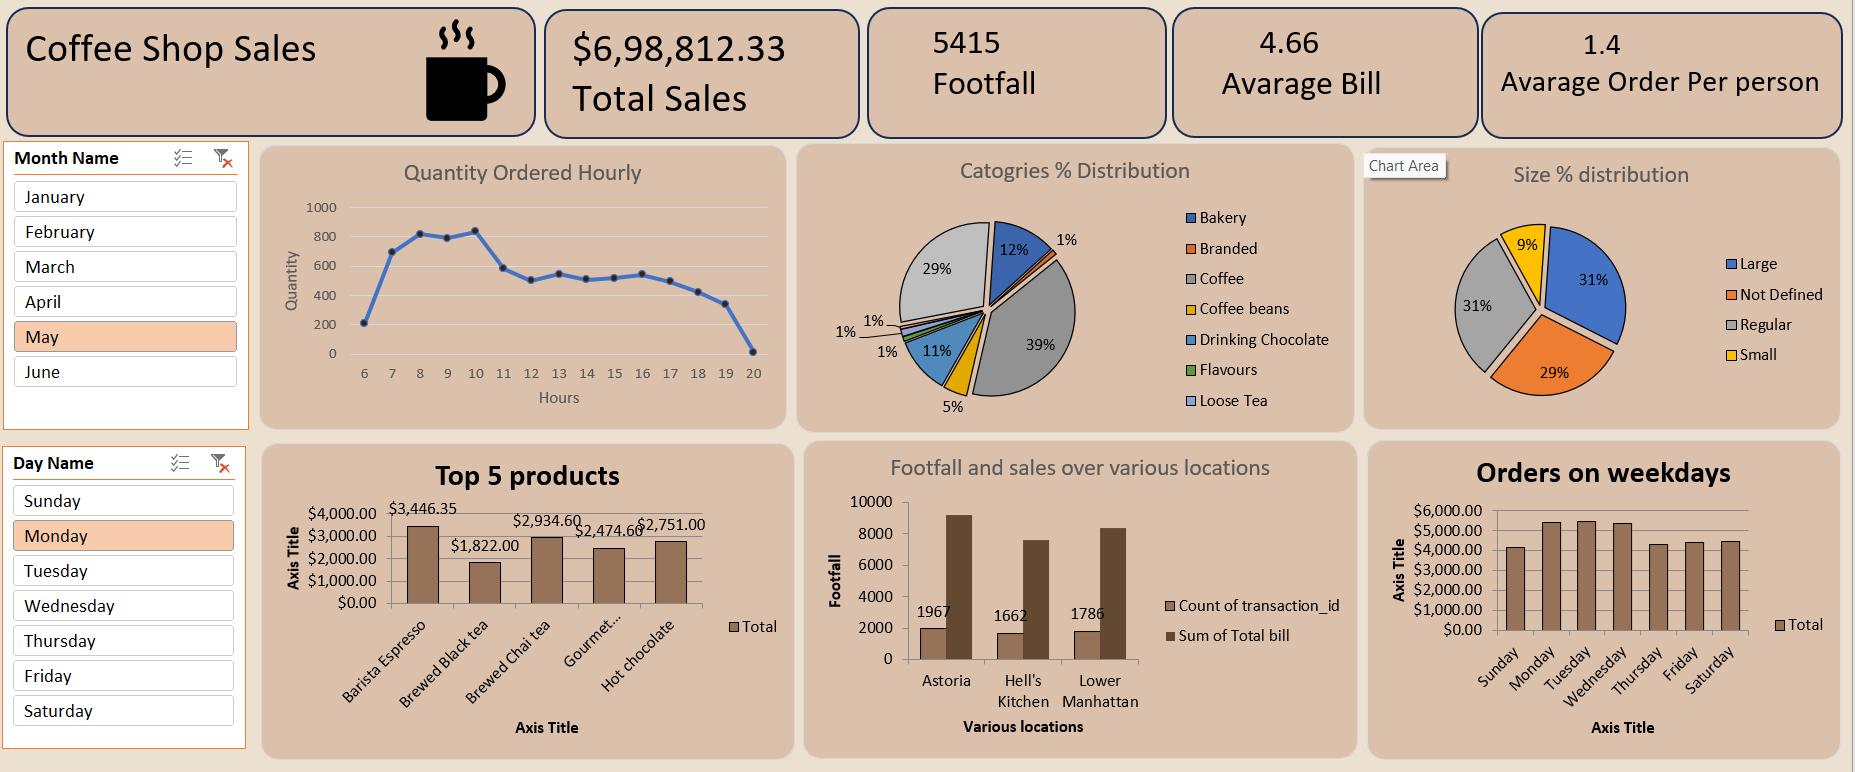 Coffee Shop Sales
$6,98,812.33
Total Sales
5415
Footfall
4.66
Avarage Bill
1.4
Avarage Order Per person
Month Name
January
February
March
April
May
June
Quantity Ordered Hourly
Quantity
1000
800
600
400
200
0
6 7 8 9 10 11 12 13 14 15 16 17 18 19 20
Hours
Catogries % Distribution
12%
1%
39%
5%
11%
1%
1%
1%
29%
Bakery
Branded
Coffee
Coffee beans
Drinking Chocolate
Flavours
Loose Tea
Chart Area
Size % distribution
31%
29%
31%
9%
Large
Not Defined
Regular
Small
Day Name
Sunday
Monday
Tuesday
Wednesday
Thursday
Friday
Saturday
Top 5 products
Axis Title
$4,000.00
$3,000.00
$2,000.00
$1,000.00
$0.00
$3,446.35
$1,822.00
$2,934.60
$2,474.60
$2,751.00
Barista Espresso
Brewed Black tea
Brewed Chai tea
Gourmet...
Hot chocolate
Axis Title
Total
Footfall and sales over various locations
Footfall
10000
8000
6000
4000
2000
0
1967
1662
1786
Astoria
Hell's
Kitchen
Lower
Manhattan
Various locations
Count of transaction_id
Sum of Total bill
Orders on weekdays
Axis Title
$6,000.00
$5,000.00
$4,000.00
$3,000.00
$2,000.00
$1,000.00
$0.00
Sunday
Monday
Tuesday
Wednesday
Thursday
Friday
Saturday
Axis Title
Total